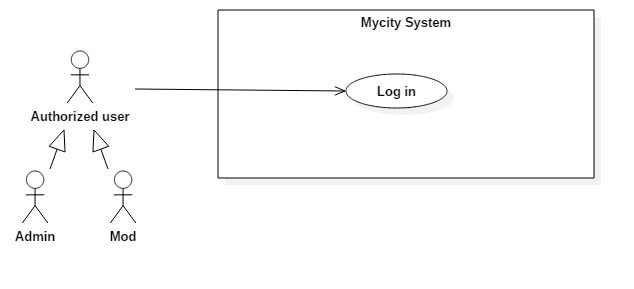 Mycity System
Log in
Authorized user
Admin
Mod